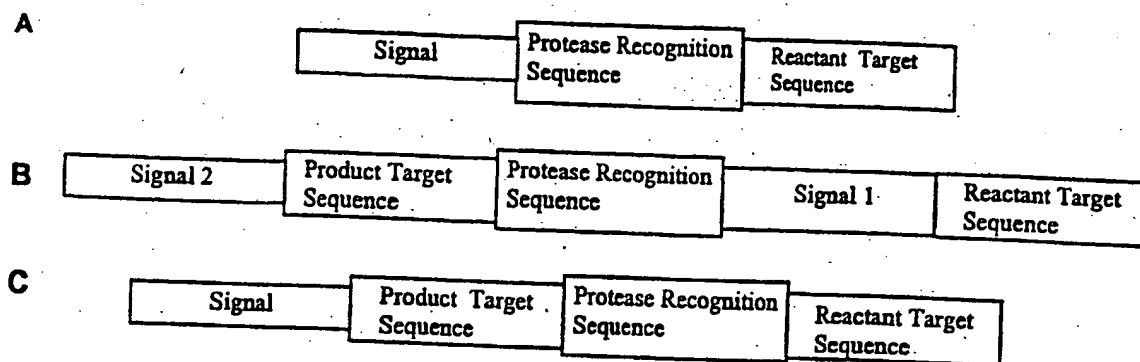 A
Signal
Protease Recognition
Sequence
Reactant Target
Sequence
B
Signal 2
Product Target
Sequence
Protease Recognition
Sequence
Signal 1
Reactant Target
Sequence
C
Signal
Product Target
Sequence
Protease Recognition
Sequence
Reactant Target
Sequence